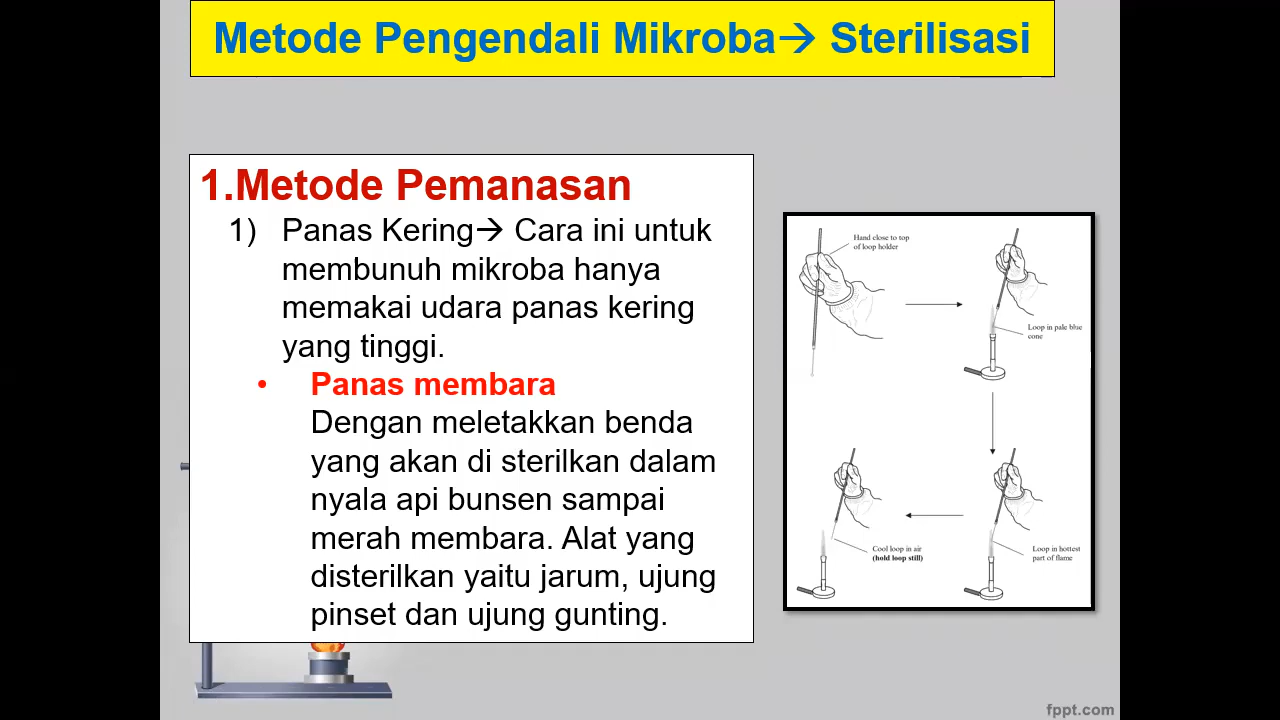 Metode Pengendali Mikroba→ Sterilisasi
1.Metode Pemanasan
1) Panas Kering→ Cara ini untuk
membunuh mikroba hanya
memakai udara panas kering
yang tinggi.
• Panas membara
Dengan meletakkan benda
yang akan di sterilkan dalam
nyala api bunsen sampai
merah membara. Alat yang
disterilkan yaitu jarum, ujung
pinset dan ujung gunting.
Hand close to top
of loop holder
Loop in pale blue
cone
Cool loop in air
(hold loop still)
Loop in hottest
part of flame
fppt.com